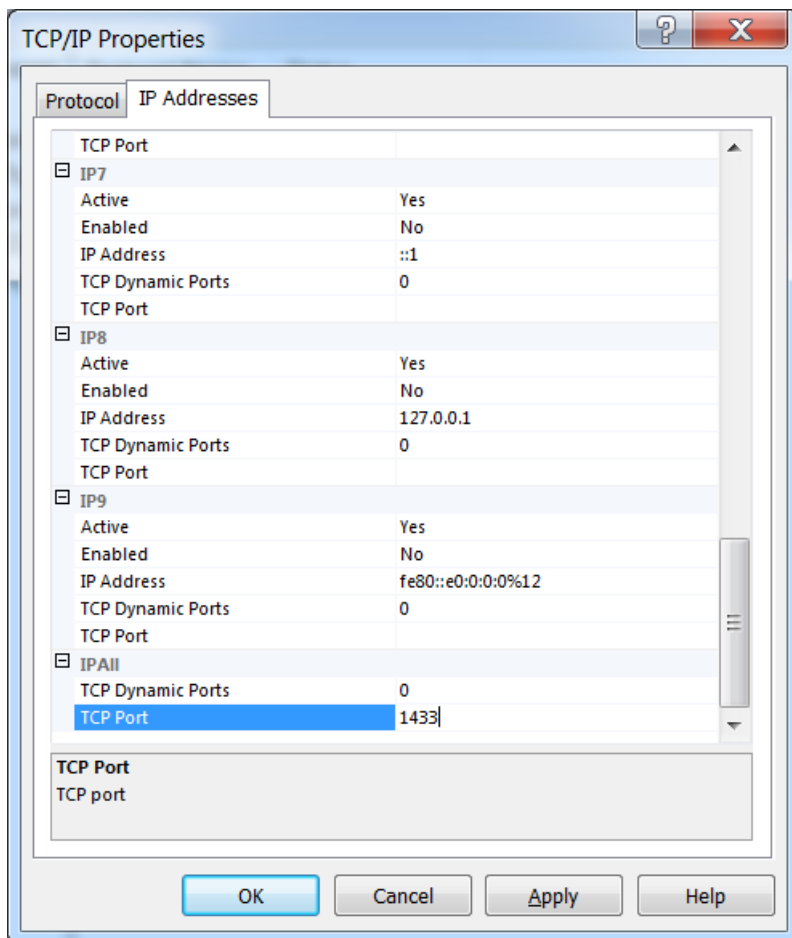 TCP/IP Properties
Protocol IP Addresses
TCP Port
IP7
Active Yes
Enabled No
IP Address ::1
TCP Dynamic Ports 0
TCP Port
IP8
Active Yes
Enabled No
IP Address 127.0.0.1
TCP Dynamic Ports 0
TCP Port
IP9
Active Yes
Enabled No
IP Address fe80::e0:0:0:0%12
TCP Dynamic Ports 0
TCP Port
IPAll
TCP Dynamic Ports 0
TCP Port 1433
TCP Port
TCP port
OK Cancel Apply Help